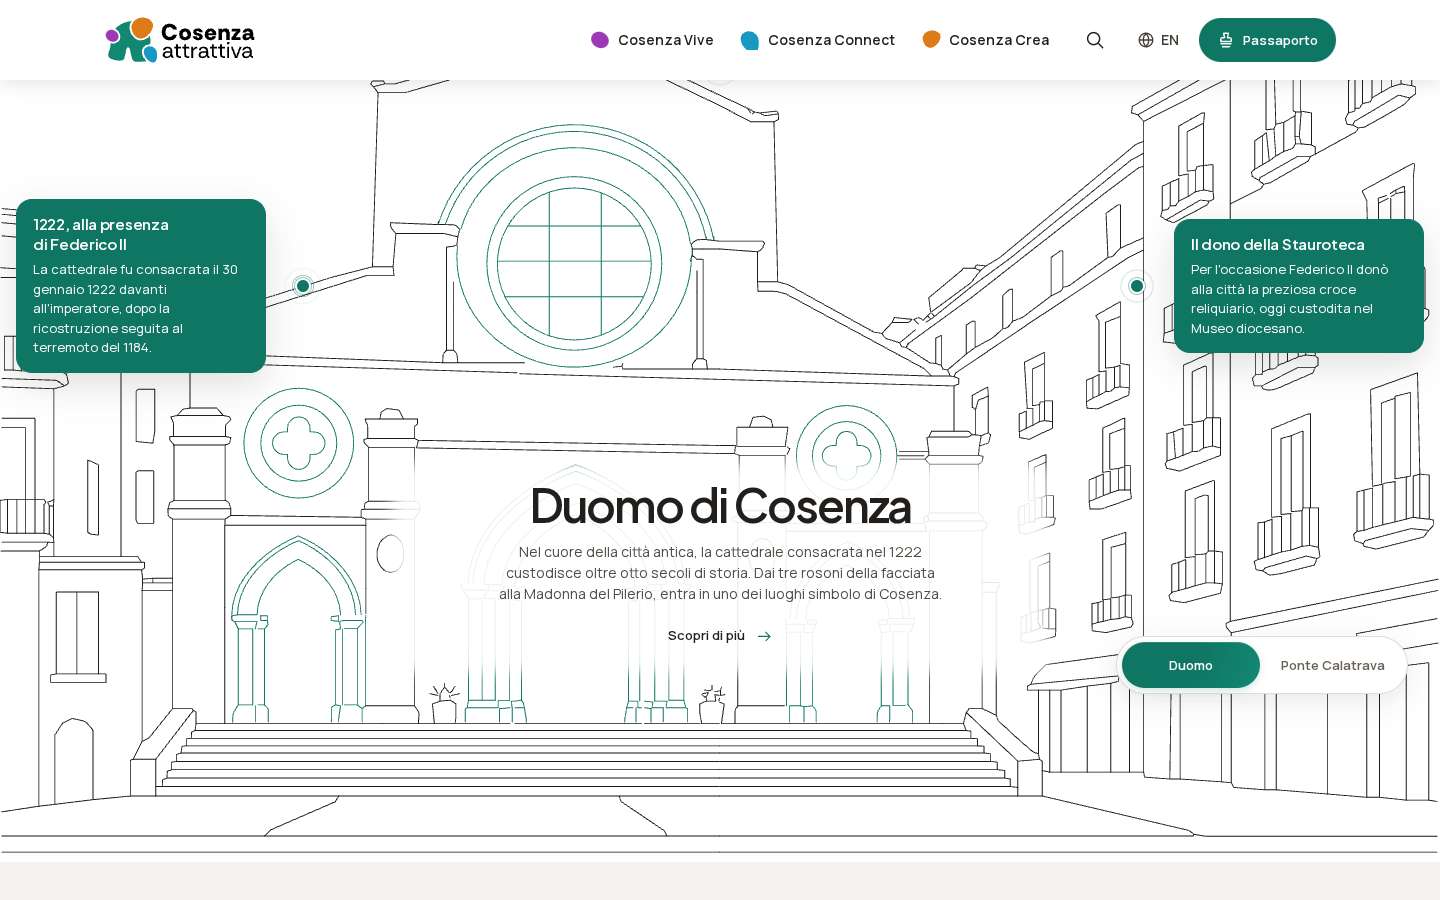 Cosenza
attrattiva
Cosenza Vive
Cosenza Connect
Cosenza Crea
EN
Passaporto
1222, alla presenza
di Federico II
La cattedrale fu consacrata il 30
gennaio 1222 davanti
all'imperatore, dopo la
ricostruzione seguita al
terremoto del 1184.
Il dono della Stauroteca
Per l'occasione Federico II donò
alla città la preziosa croce
reliquiario, oggi custodita nel
Museo diocesano.
Duomo di Cosenza
Nel cuore della città antica, la cattedrale consacrata nel 1222
custodisce oltre otto secoli di storia. Dai tre rosoni della facciata
alla Madonna del Pilerio, entra in uno dei luoghi simbolo di Cosenza.
Scopri di più
Duomo
Ponte Calatrava